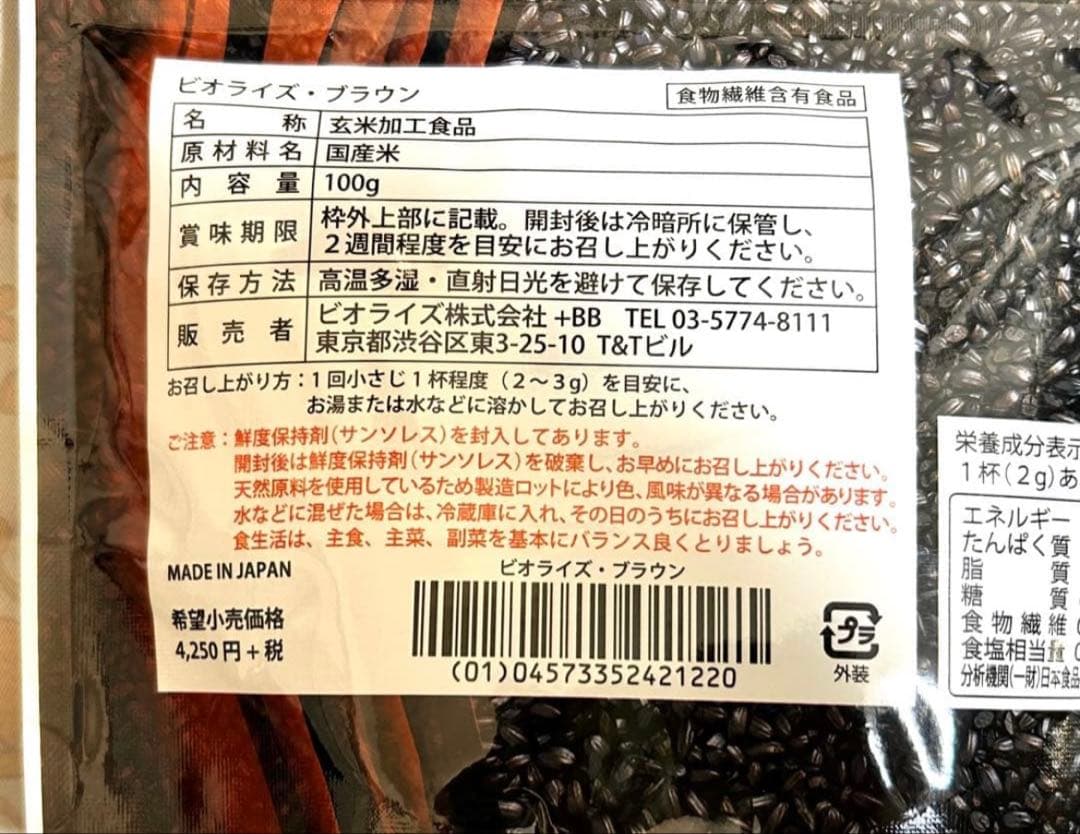 ビオライズ・ブラウン
食物繊維含有食品
名称 玄米加工食品
原材料名 国産米
内容量 100g
賞味期限 枠外上部に記載。開封後は冷暗所に保管し、
2週間程度を目安にお召し上がりください。
保存方法 高温多湿・直射日光を避けて保存してください。
販売者 ビオライズ株式会社 +BB TEL 03-5774-8111
東京都渋谷区東3-25-10 T&Tビル
お召し上がり方：1回小さじ1杯程度（2〜3g）を目安に、
お湯または水などに溶かしてお召し上がりください。
ご注意：鮮度保持剤（サンソレス）を封入してあります。
開封後は鮮度保持剤（サンソレス）を破棄し、お早めにお召し上がりください。
天然原料を使用しているため製造ロットにより色、風味が異なる場合があります。
水などに混ぜた場合は、冷蔵庫に入れ、その日のうちにお召し上がりください。
食生活は、主食、主菜、副菜を基本にバランス良くとりましょう。
MADE IN JAPAN
希望小売価格
4,250円+税
ビオライズ・ブラウン
(01)04573352421220
プラ
外装
栄養成分表示
1杯(2g)あ
エネルギー
たんぱく質
脂質
糖質
食物繊維
食塩相当量
分析機関(一財)日本食品